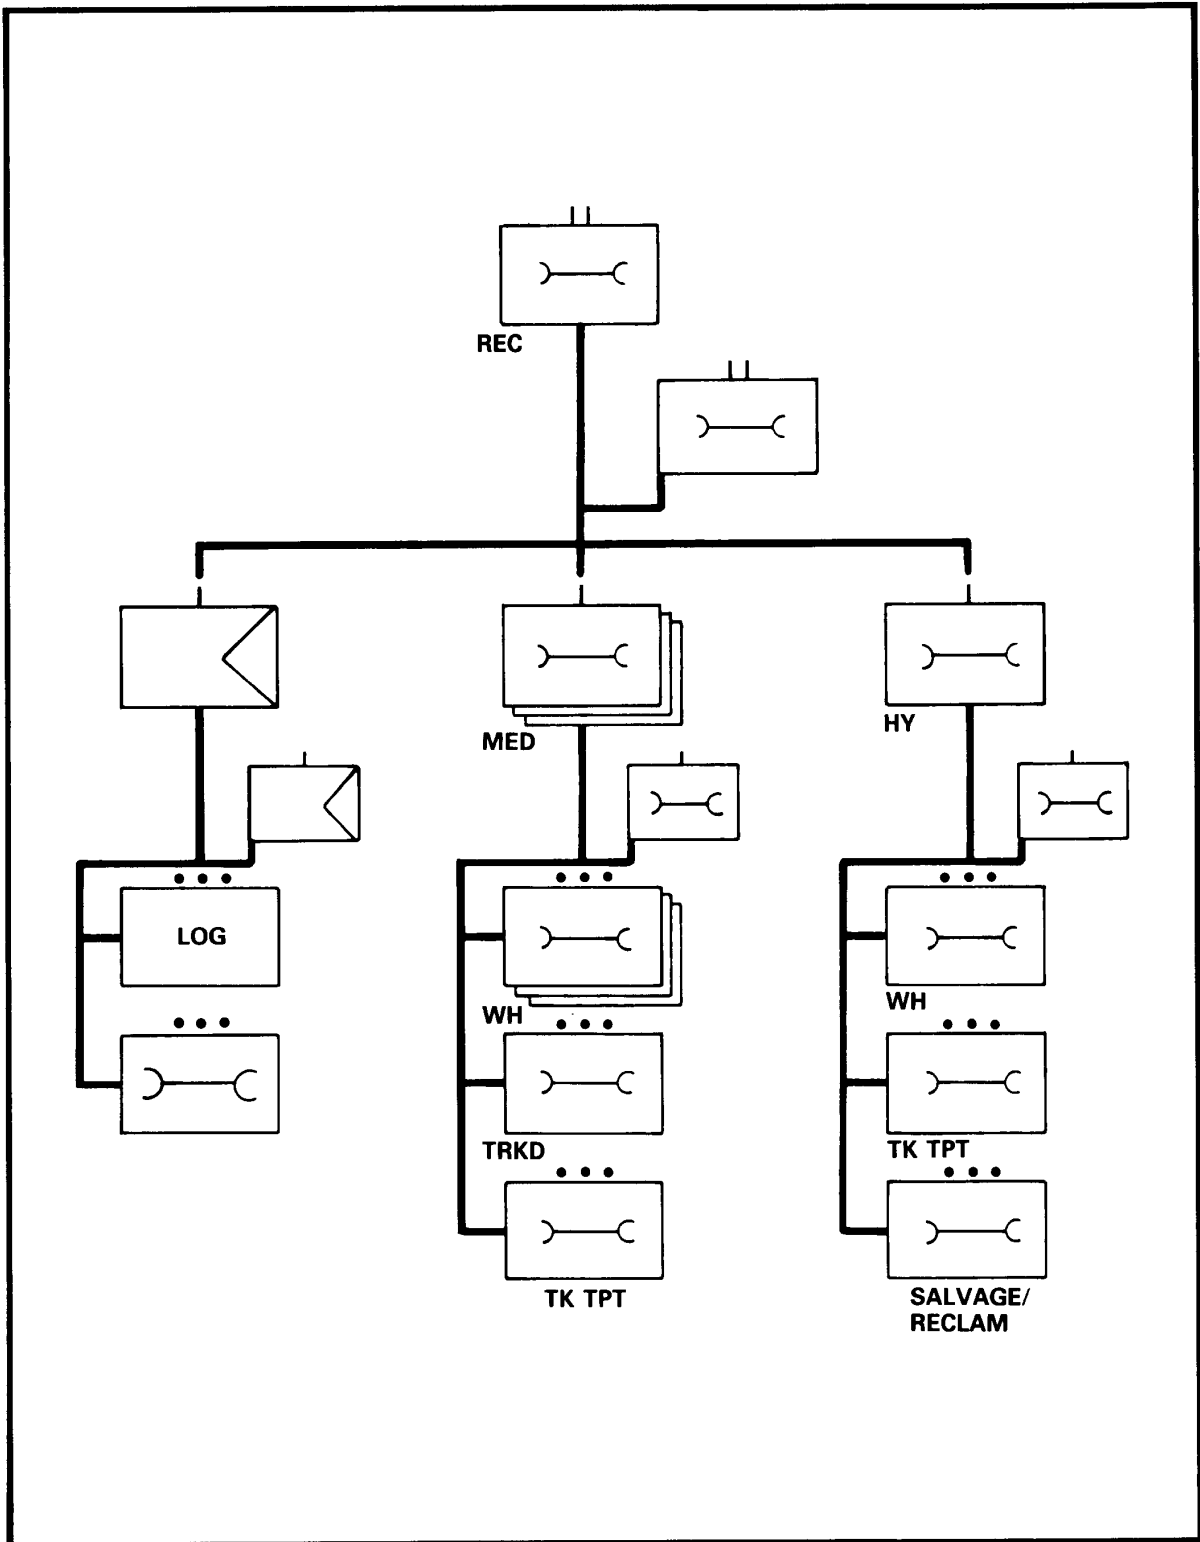 REC
MED
HY
LOG
WH
WH
TRKD
TK TPT
TK TPT
SALVAGE/
RECLAM